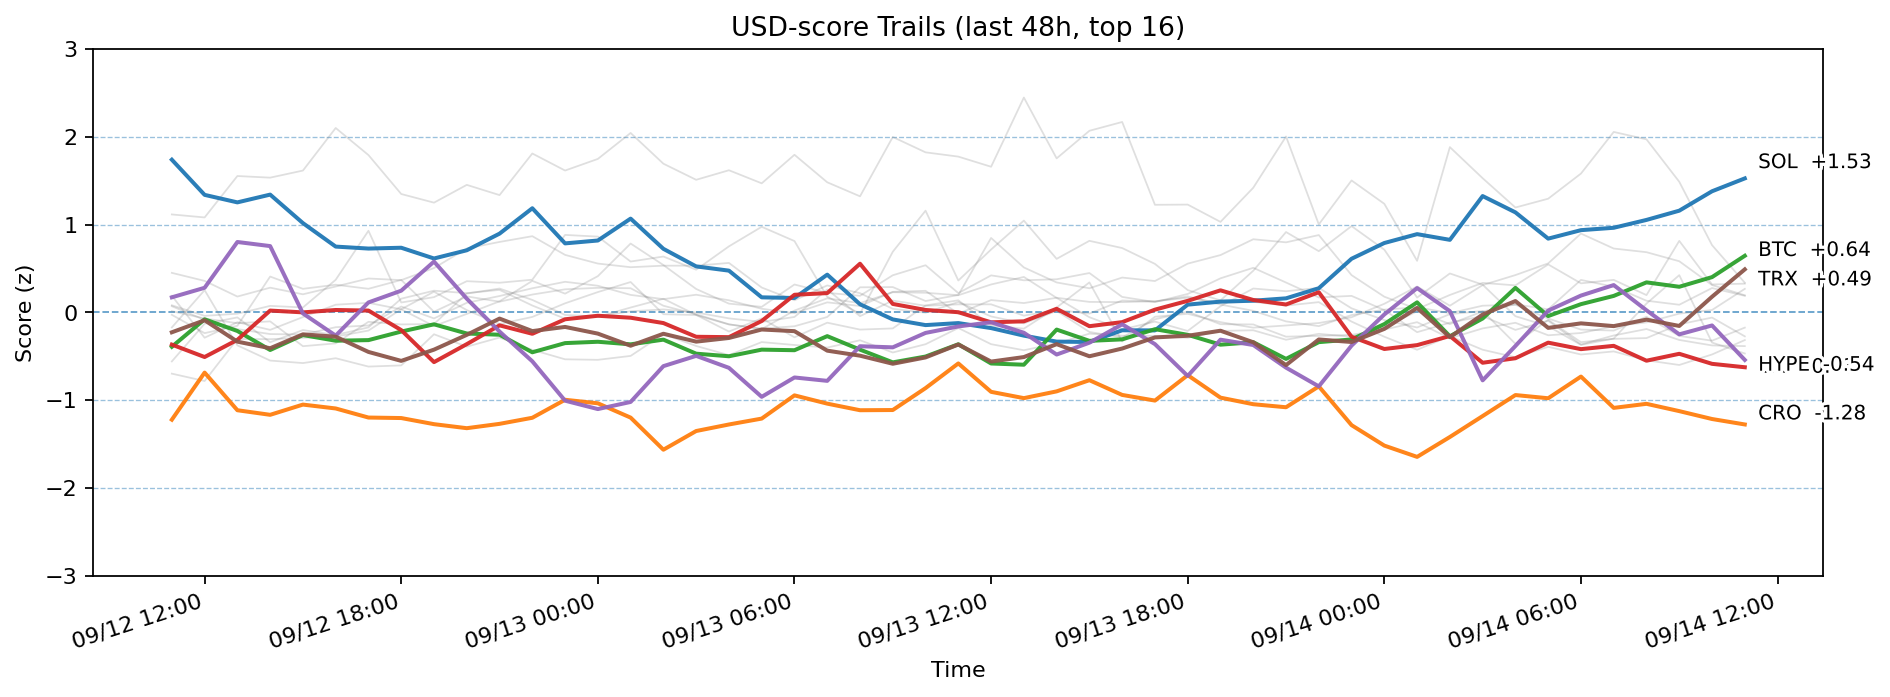 USD-score Trails (last 48h, top 16)
Score (z)
3
2
1
0
−1
−2
−3
SOL +1.53
BTC +0.64
TRX +0.49
HYPE -0.54
CRO -1.28
09/12 12:00
09/12 18:00
09/13 00:00
09/13 06:00
09/13 12:00
09/13 18:00
09/14 00:00
09/14 06:00
09/14 12:00
Time